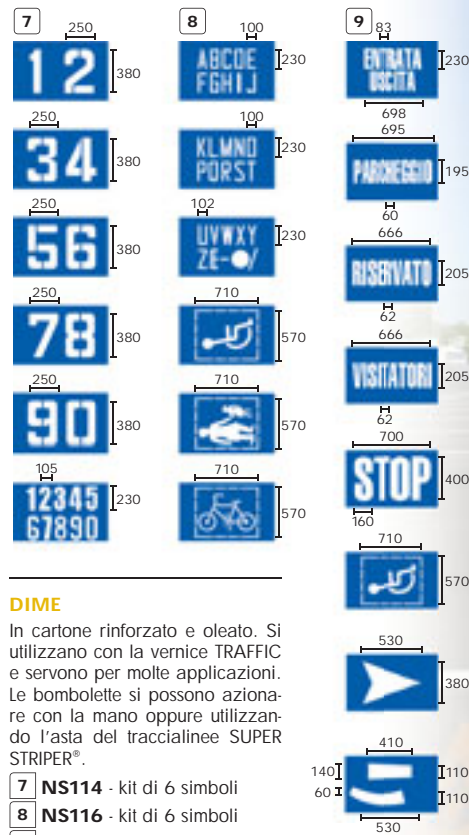 7
250
1 2
380
250
34
380
250
56
380
250
78
380
250
90
380
105
12345
67890
230
8
100
ABCDE
FGHIJ
230
100
KLMNO
PQRST
230
102
UVWXY
ZE-●/
230
710
570
710
570
710
570
9
83
ENTRATA
USCITA
230
698
695
PARCHEGGIO
195
60
666
RISERVATO
205
62
666
VISITATORI
205
62
700
STOP
400
160
710
570
530
380
410
140
110
60
110
530
DIME
In cartone rinforzato e oleato. Si
utilizzano con la vernice TRAFFIC
e servono per molte applicazioni.
Le bombolette si possono aziona-
re con la mano oppure utilizzan-
do l'asta del traccialinee SUPER
STRIPER®.
7 NS114 - kit di 6 simboli
8 NS116 - kit di 6 simboli